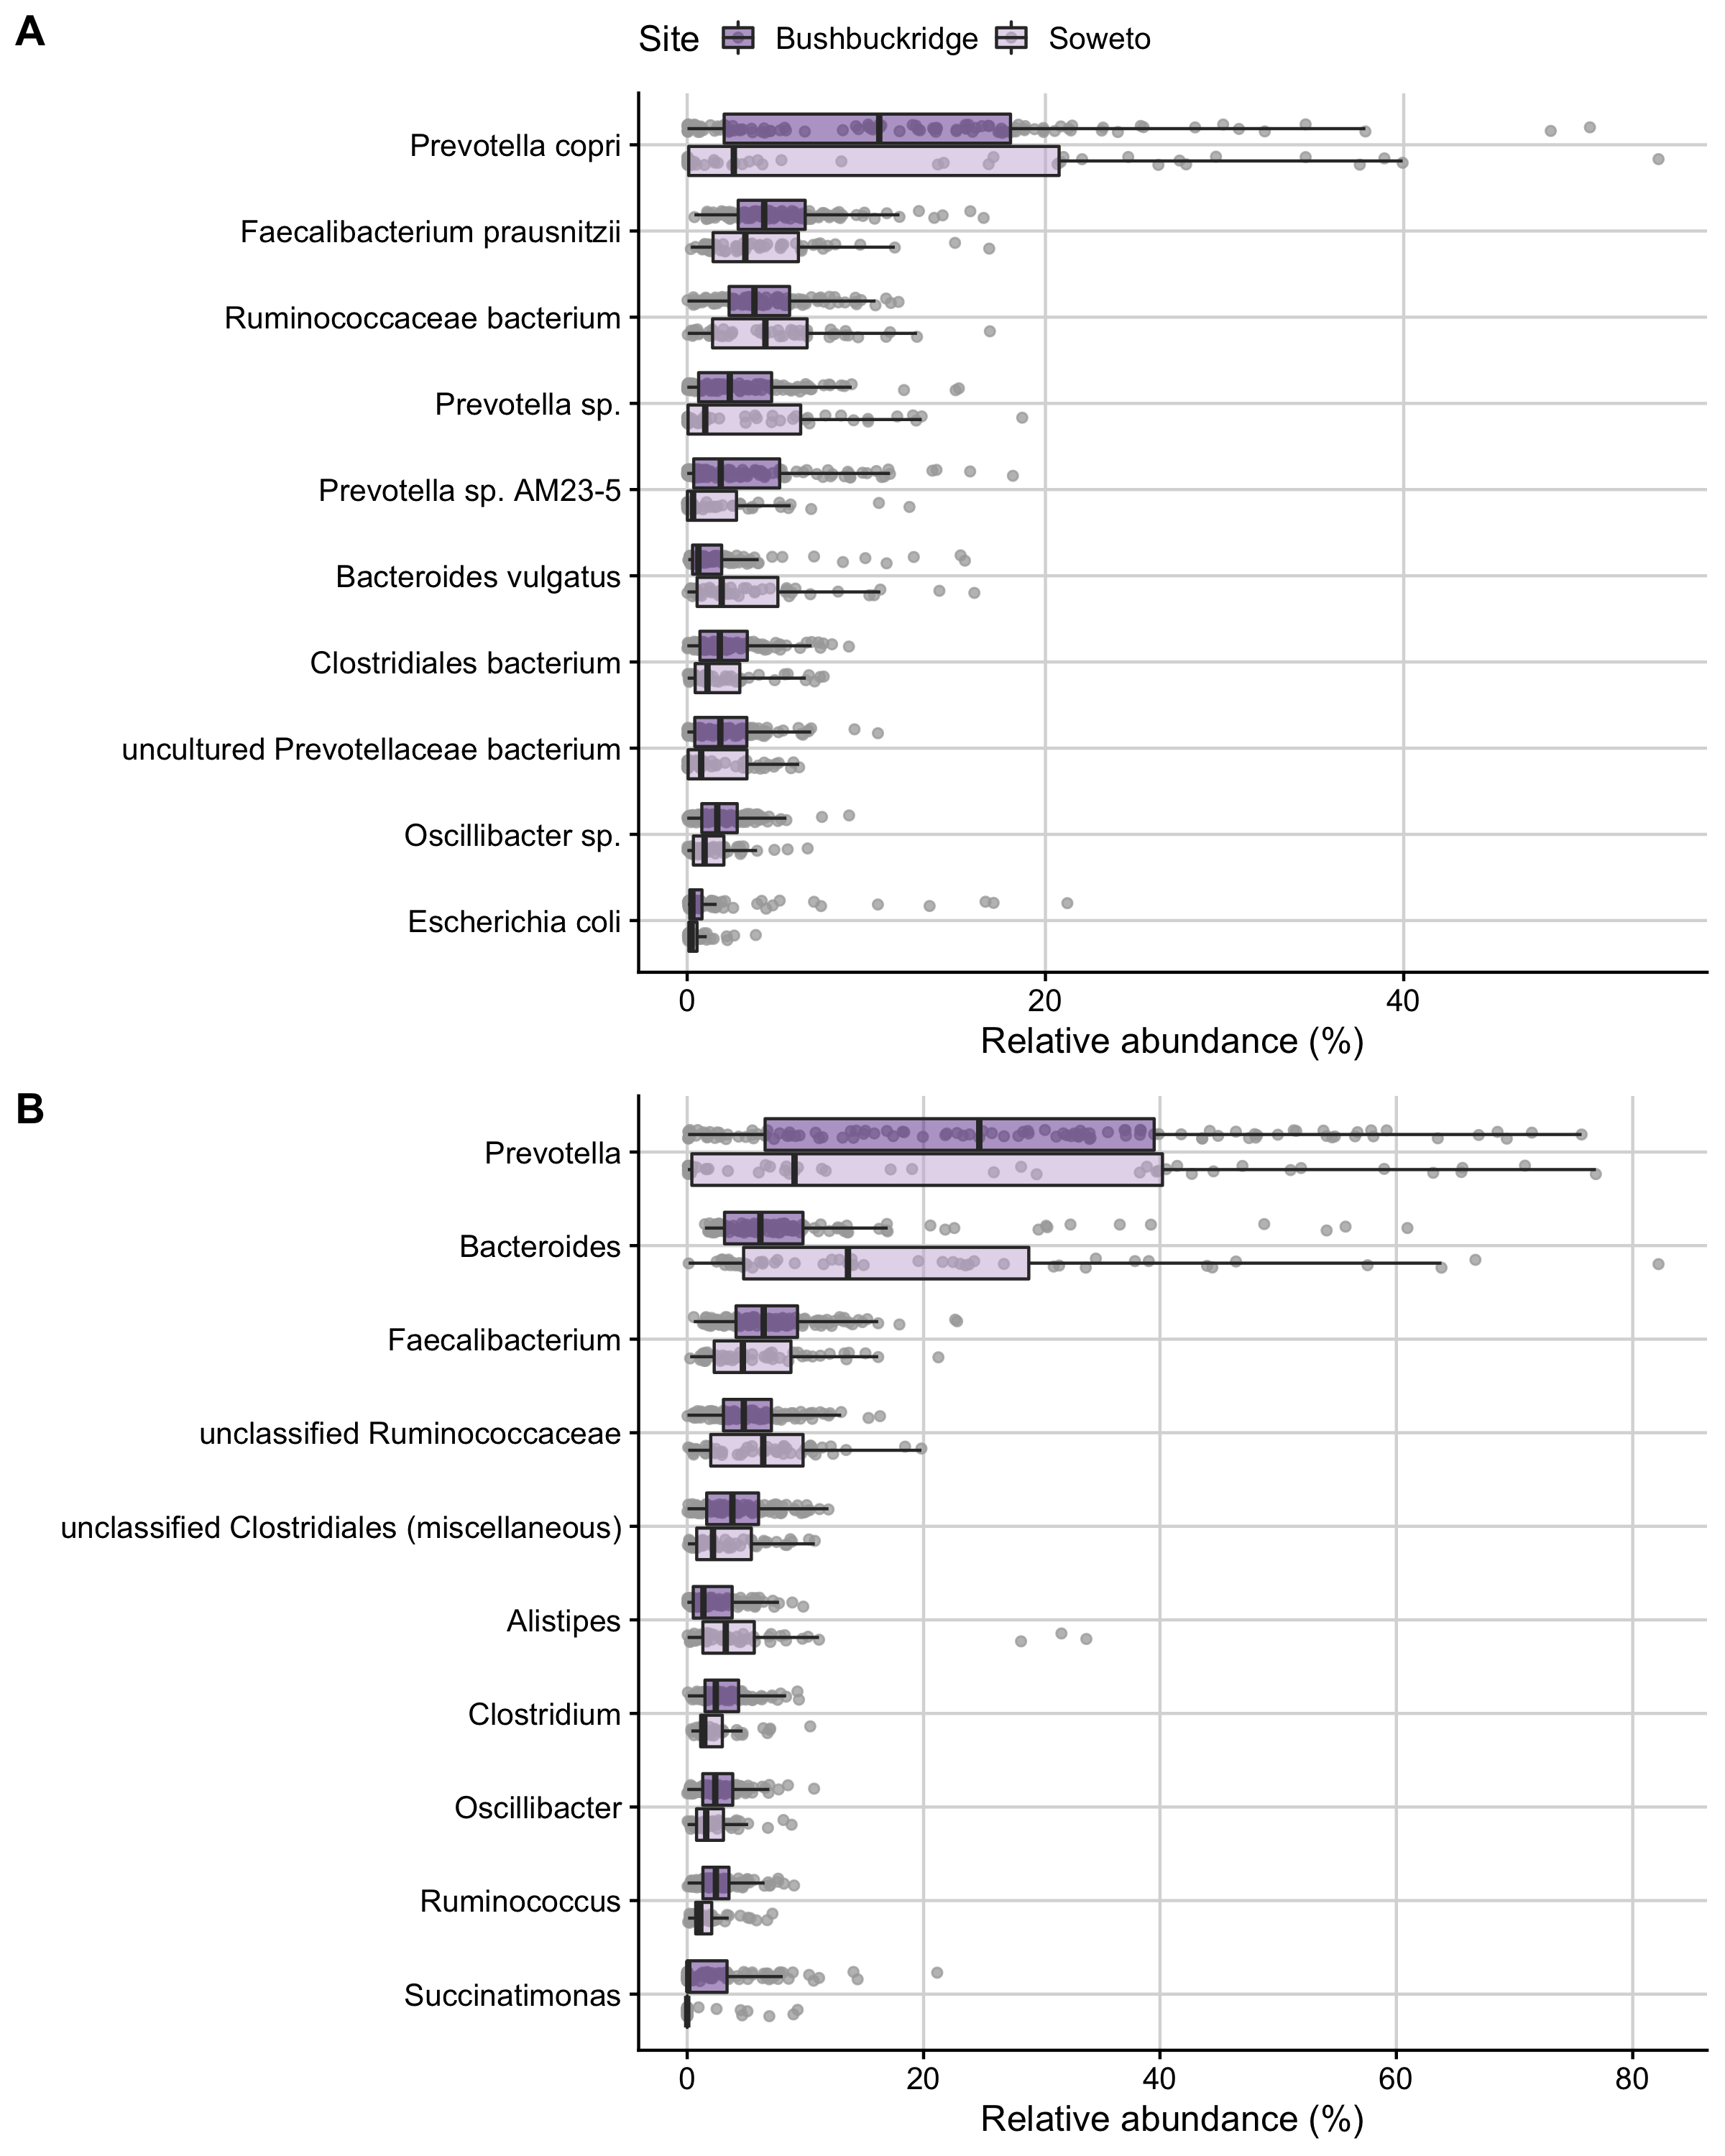 A
Site Bushbuckridge Soweto
Prevotella copri
Faecalibacterium prausnitzii
Ruminococcaceae bacterium
Prevotella sp.
Prevotella sp. AM23-5
Bacteroides vulgatus
Clostridiales bacterium
uncultured Prevotellaceae bacterium
Oscillibacter sp.
Escherichia coli
0 20 40
Relative abundance (%)
B
Prevotella
Bacteroides
Faecalibacterium
unclassified Ruminococcaceae
unclassified Clostridiales (miscellaneous)
Alistipes
Clostridium
Oscillibacter
Ruminococcus
Succinatimonas
0 20 40 60 80
Relative abundance (%)